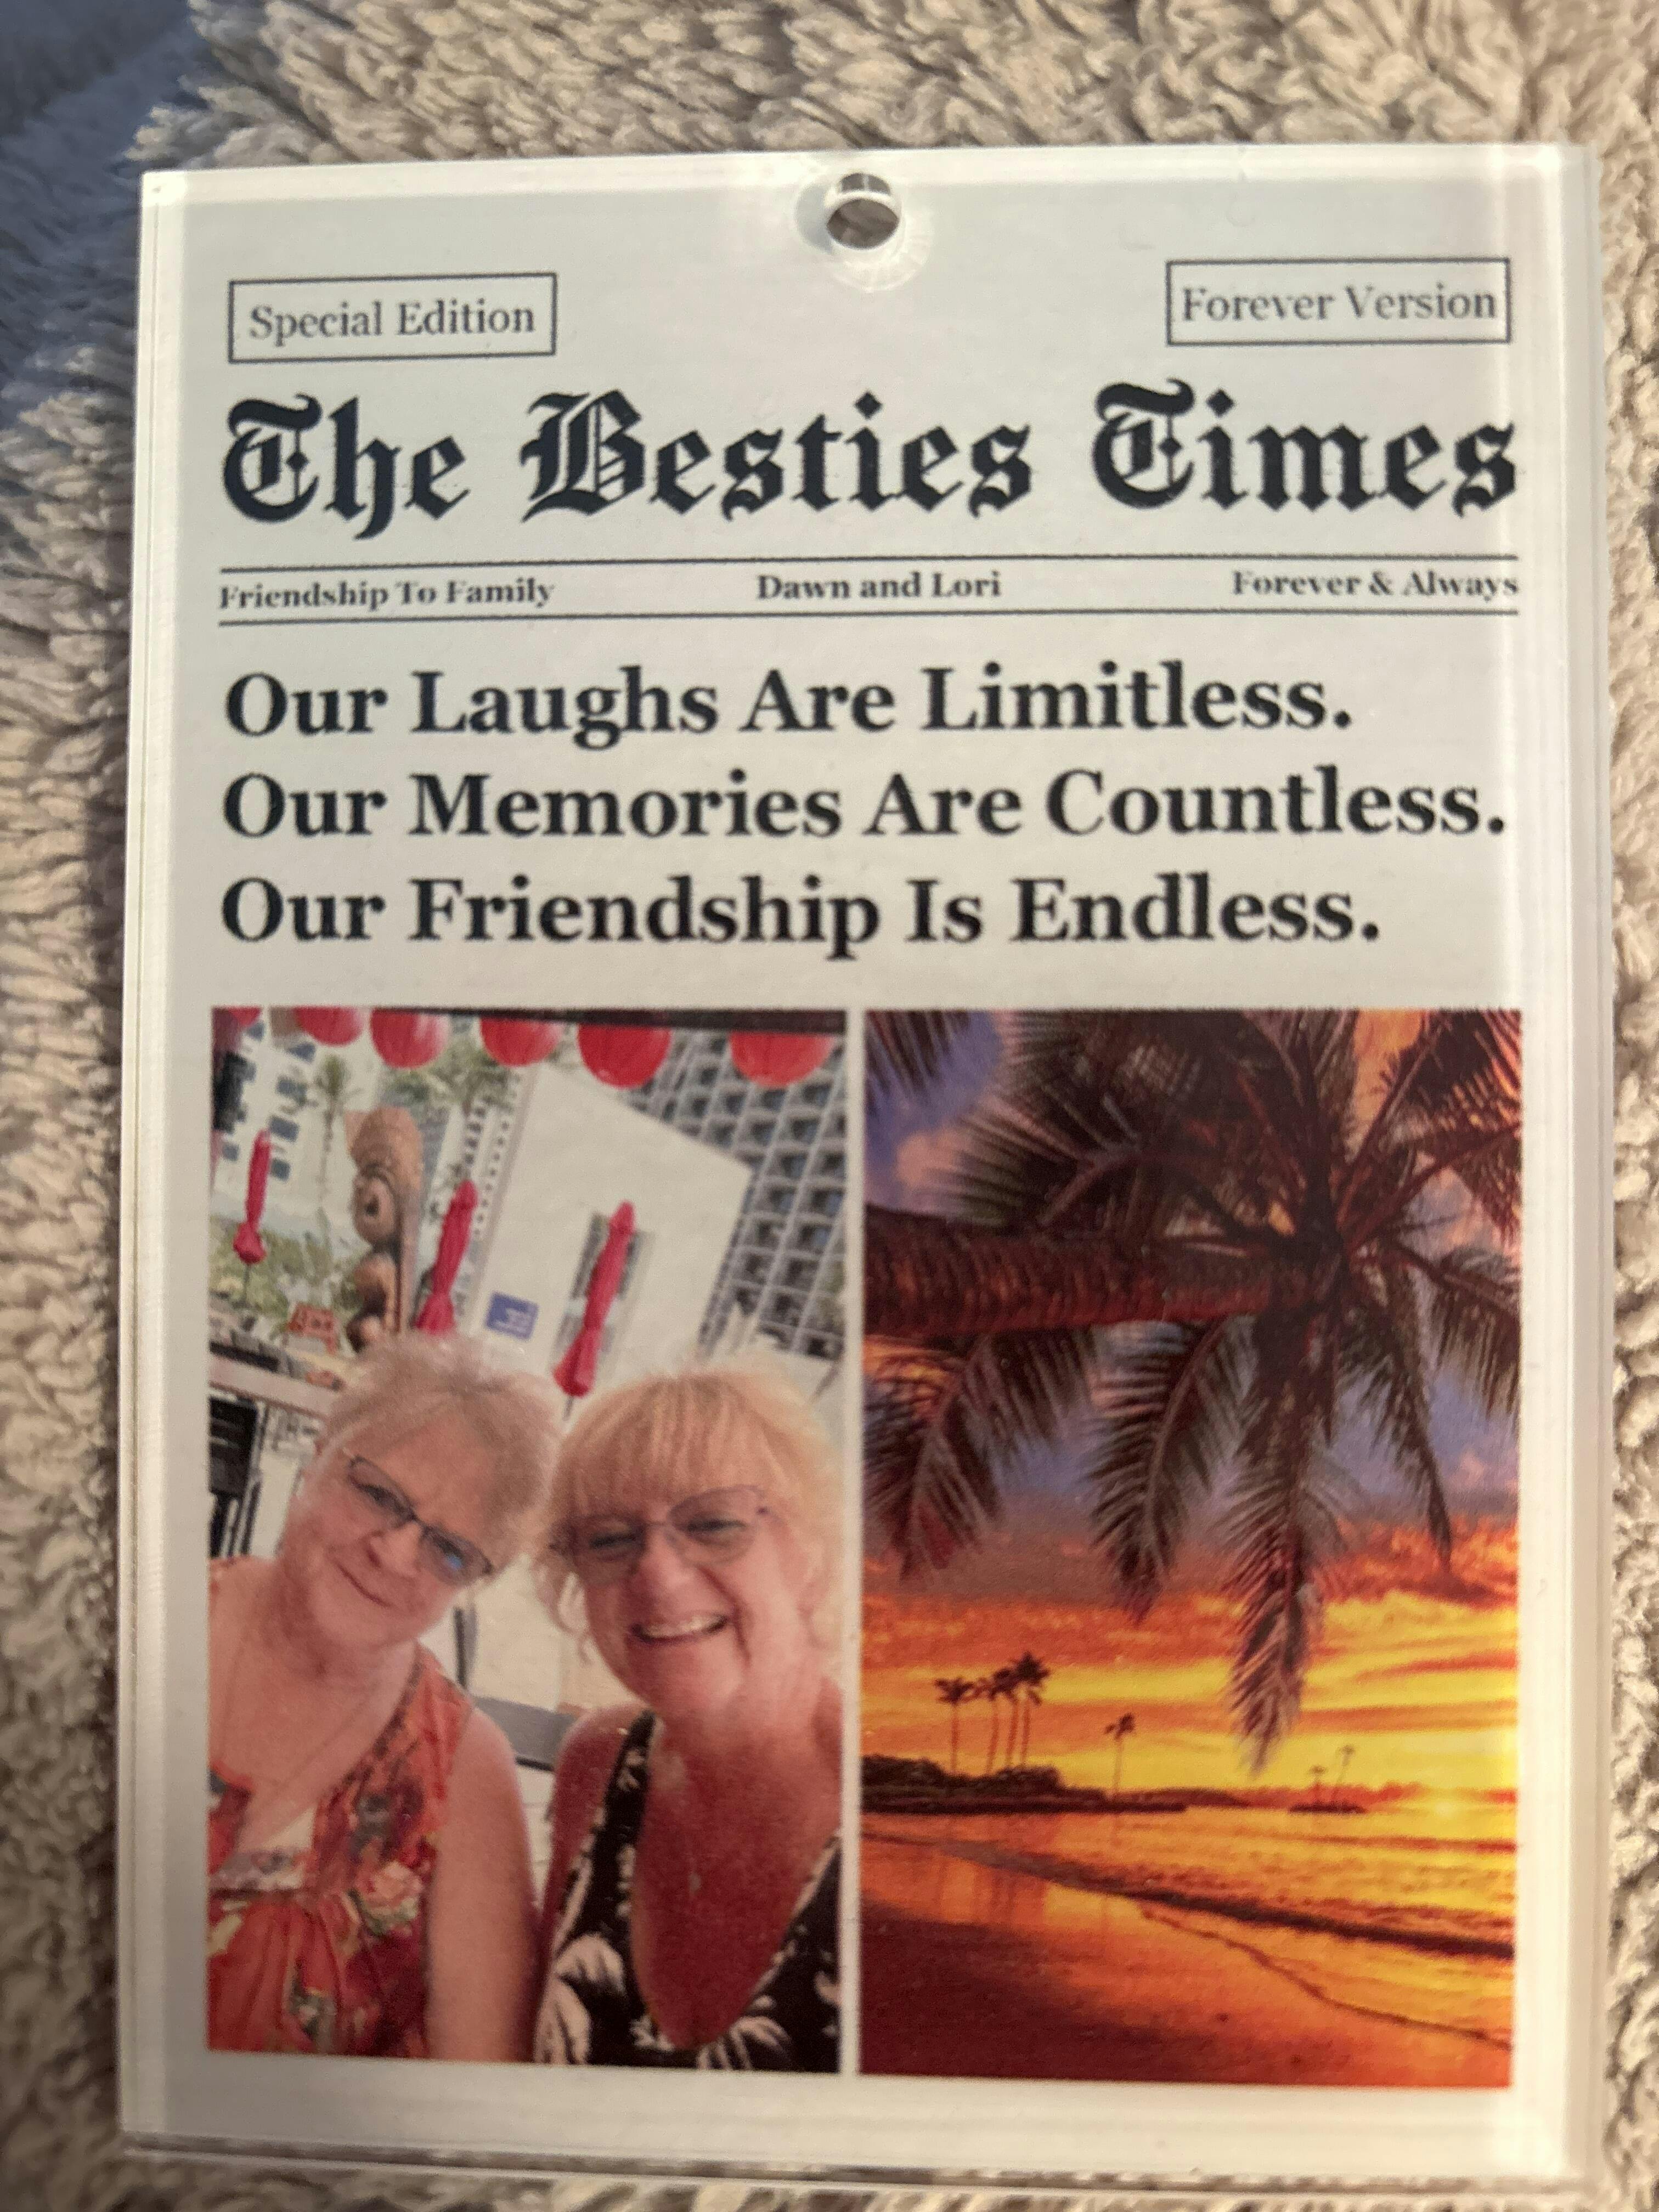 Special Edition
Forever Version
The Besties Times
Friendship To Family Dawn and Lori Forever & Always
Our Laughs Are Limitless.
Our Memories Are Countless.
Our Friendship Is Endless.